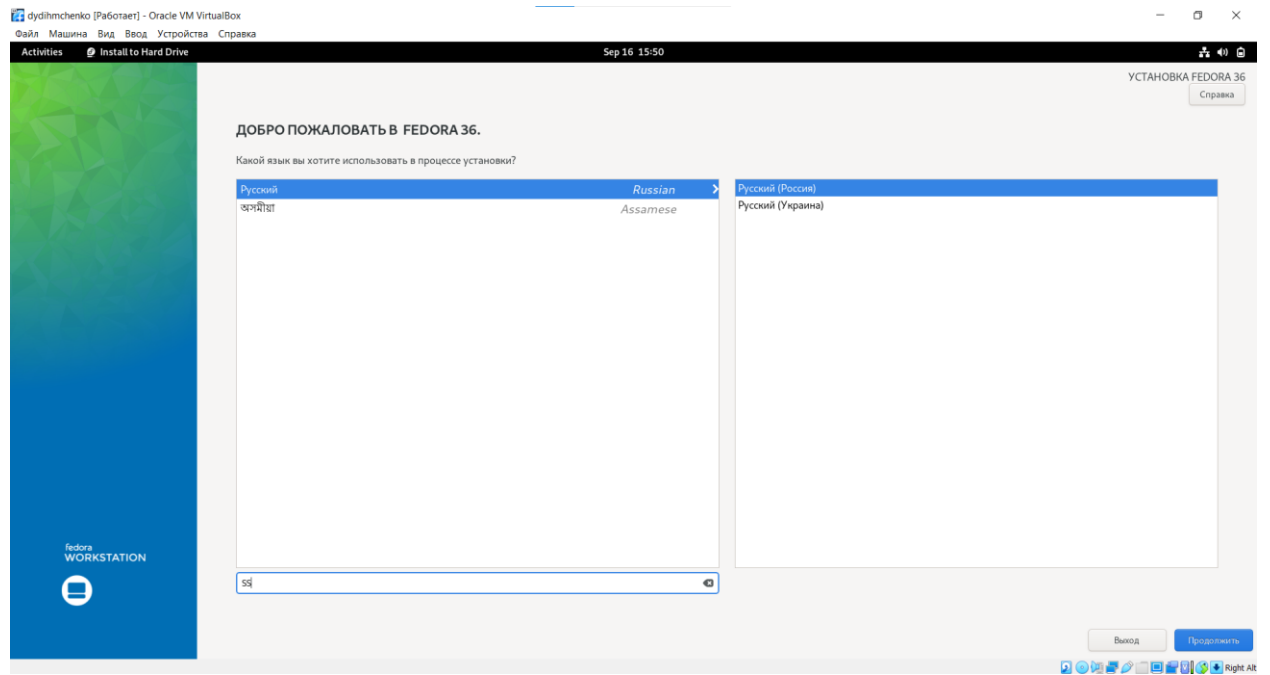 dydihmchenko [Работает] - Oracle VM VirtualBox
Файл Машина Вид Ввод Устройства Справка
Activities Install to Hard Drive Sep 16 15:50
УСТАНОВКА FEDORA 36
Справка
ДОБРО ПОЖАЛОВАТЬ В FEDORA 36.
Какой язык вы хотите использовать в процессе установки?
Русский Russian Русский (Россия)
অসমীয়া Assamese Русский (Украина)
fedora
WORKSTATION
ss
Выход Продолжить
Right Alt